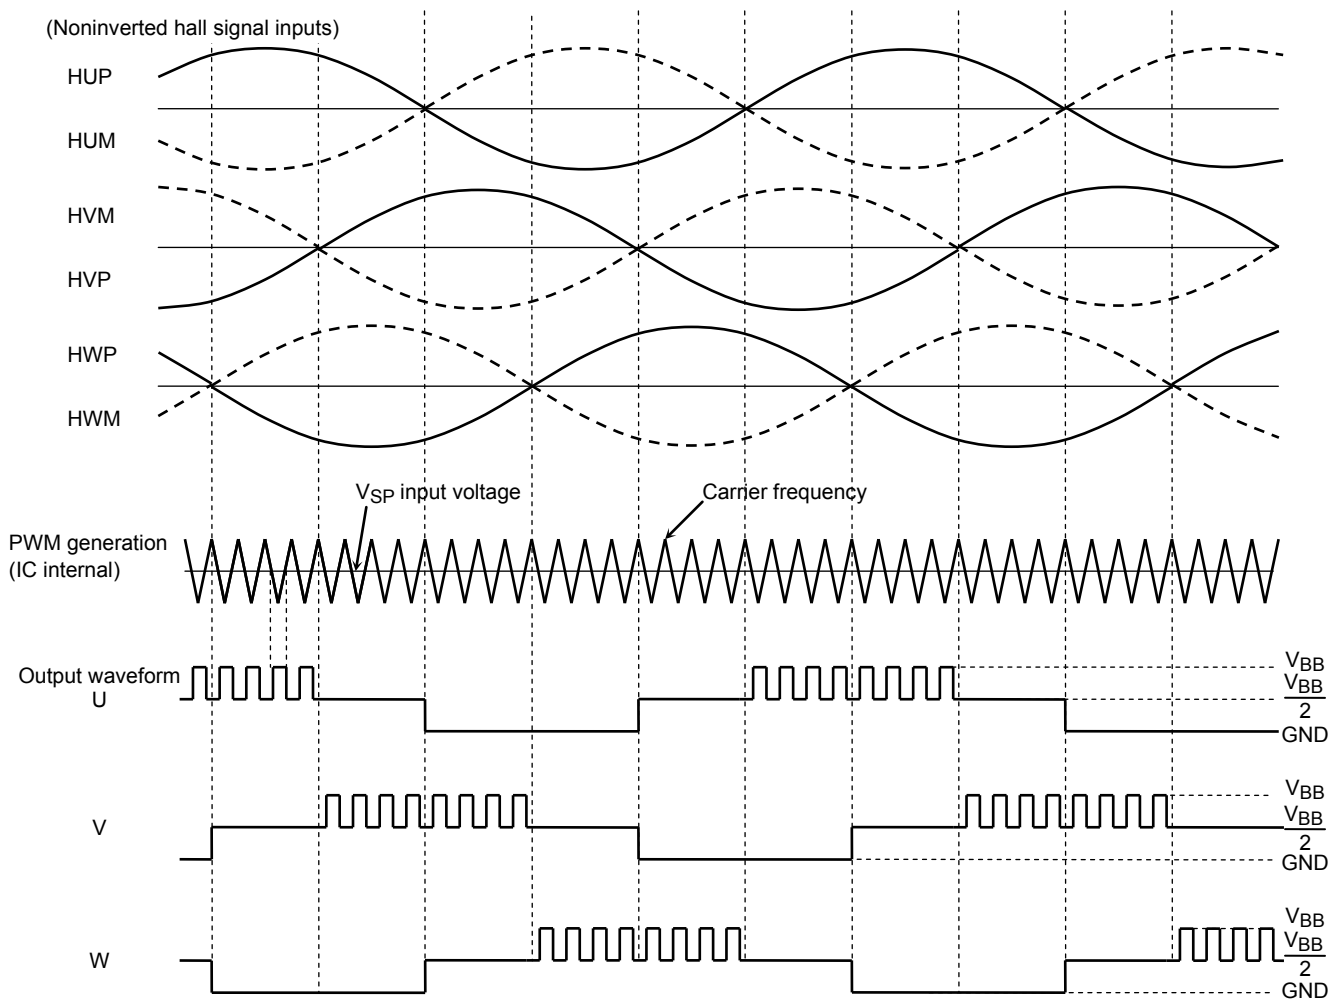 (Noninverted hall signal inputs)
HUP
HUM
HVM
HVP
HWP
HWM
VSP input voltage
Carrier frequency
PWM generation
(IC internal)
Output waveform
U
VBB
VBB
2
GND
V
VBB
VBB
2
GND
W
VBB
VBB
2
GND